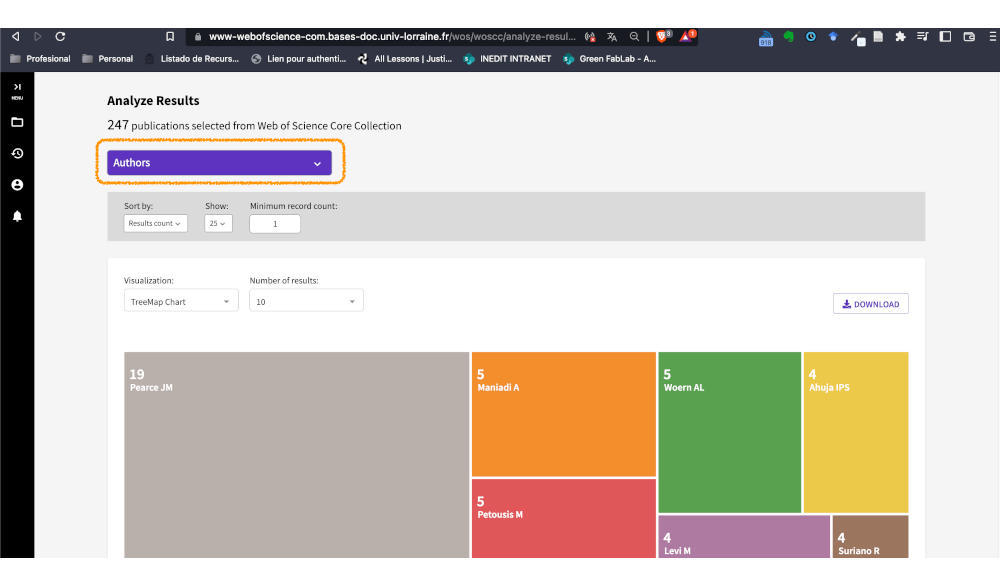 www-webofscience-com.bases-doc.univ-lorraine.fr/wos/woscc/analyze-resul...
Profesional Personal Listado de Recurs... Lien pour authenti... All Lessons | Justi... INEDIT INTRANET Green FabLab - A...
MENU
Analyze Results
247 publications selected from Web of Science Core Collection
Authors
Sort by: Show: Minimum record count:
Results count 25 1
Visualization: Number of results:
TreeMap Chart 10
DOWNLOAD
19
Pearce JM
5
Maniadi A
5
Woern AL
4
Ahuja IPS
5
Petousis M
4
Levi M
4
Suriano R